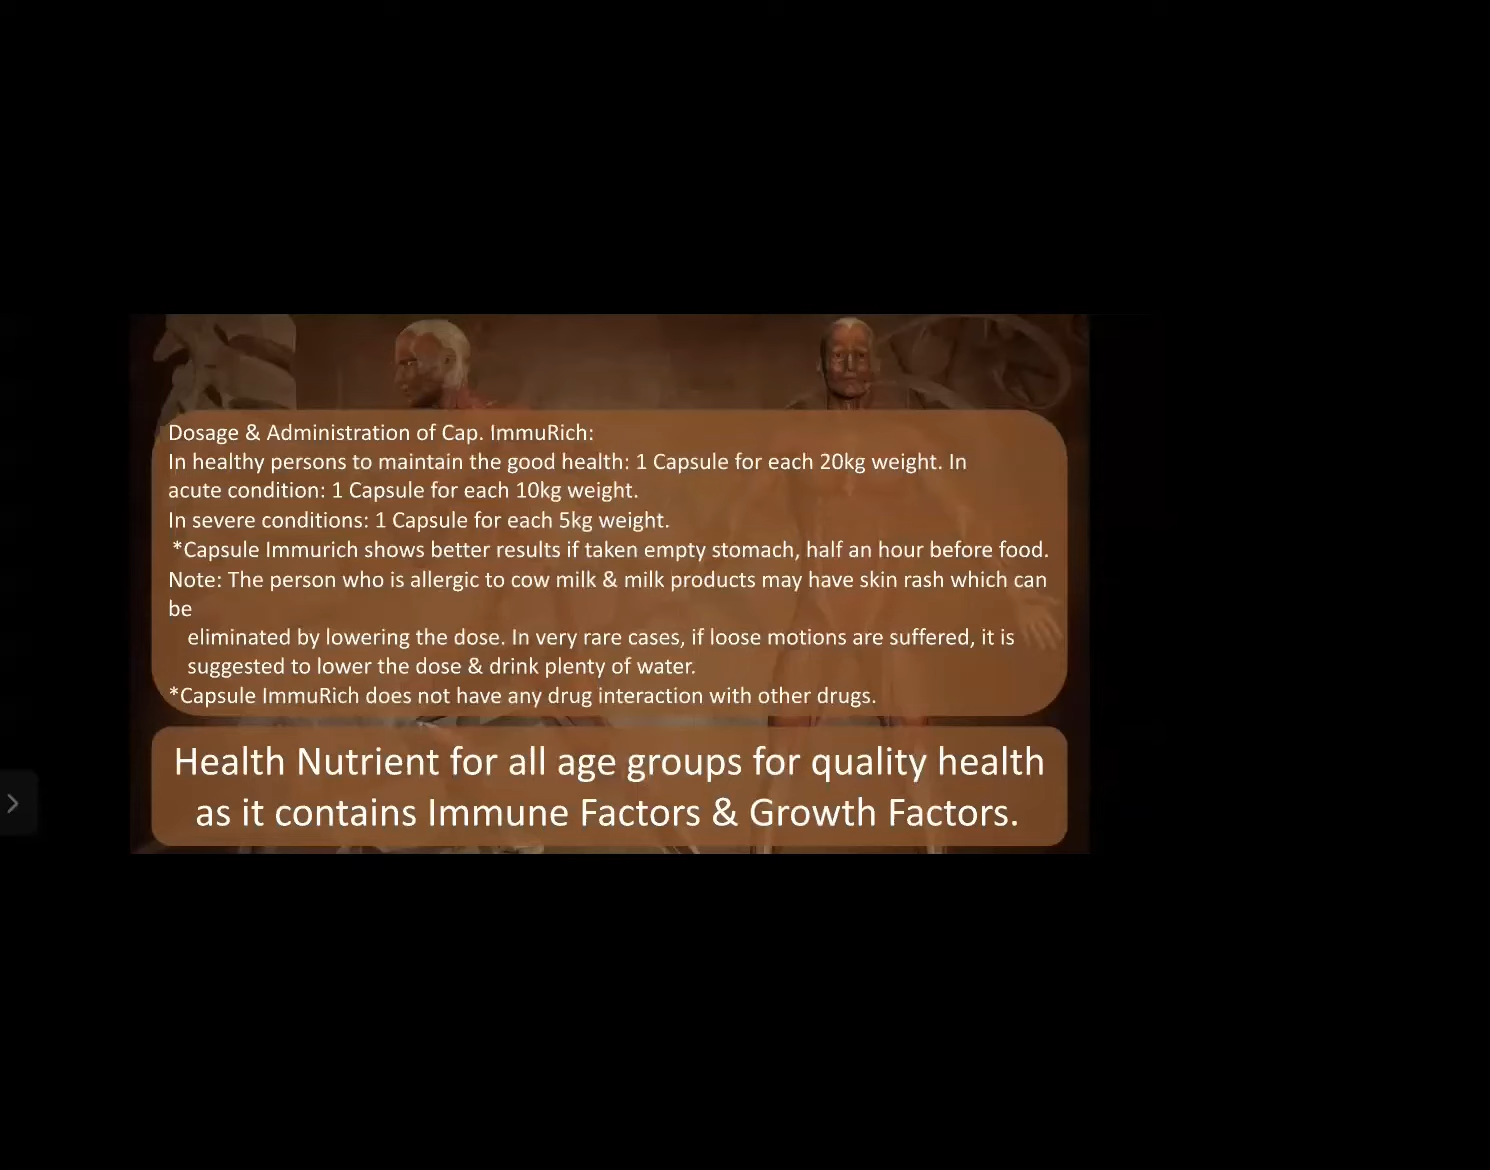 Dosage & Administration of Cap. ImmuRich:
In healthy persons to maintain the good health: 1 Capsule for each 20kg weight. In
acute condition: 1 Capsule for each 10kg weight.
In severe conditions: 1 Capsule for each 5kg weight.
*Capsule Immurich shows better results if taken empty stomach, half an hour before food.
Note: The person who is allergic to cow milk & milk products may have skin rash which can
be
eliminated by lowering the dose. In very rare cases, if loose motions are suffered, it is
suggested to lower the dose & drink plenty of water.
*Capsule ImmuRich does not have any drug interaction with other drugs.
Health Nutrient for all age groups for quality health
as it contains Immune Factors & Growth Factors.